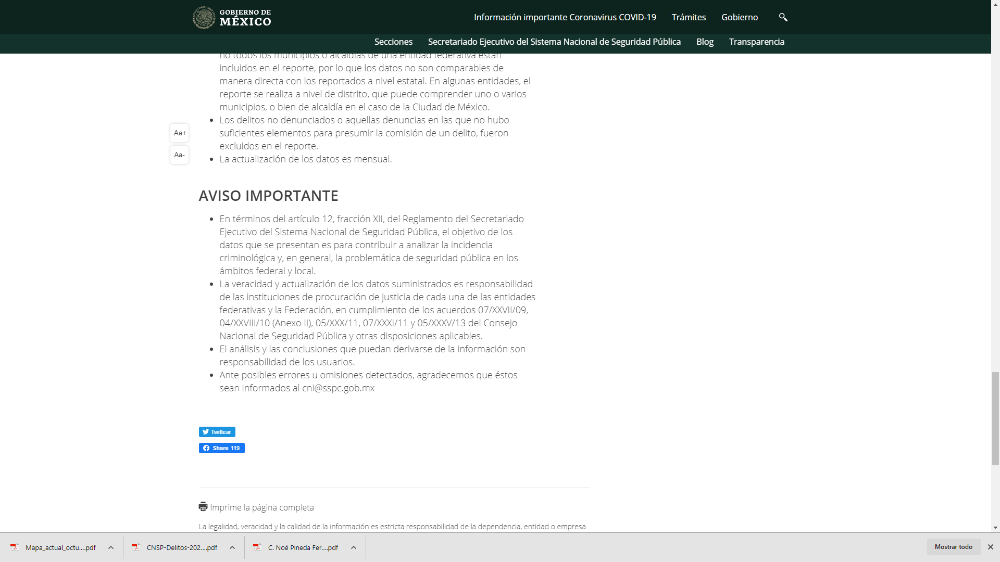 GOBIERNO DE
MÉXICO
Información importante Coronavirus COVID-19
Trámites
Gobierno
Secciones
Secretariado Ejecutivo del Sistema Nacional de Seguridad Pública
Blog
Transparencia
no todos los municipios o alcaldías de una entidad federativa están
incluidos en el reporte, por lo que los datos no son comparables de
manera directa con los reportados a nivel estatal. En algunas entidades, el
reporte se realiza a nivel de distrito, que puede comprender uno o varios
municipios, o bien de alcaldía en el caso de la Ciudad de México.
Los delitos no denunciados o aquellas denuncias en las que no hubo
suficientes elementos para presumir la comisión de un delito, fueron
excluidos en el reporte.
La actualización de los datos es mensual.
Aa+
Aa-
AVISO IMPORTANTE
En términos del artículo 12, fracción XII, del Reglamento del Secretariado
Ejecutivo del Sistema Nacional de Seguridad Pública, el objetivo de los
datos que se presentan es para contribuir a analizar la incidencia
criminológica y, en general, la problemática de seguridad pública en los
ámbitos federal y local.
La veracidad y actualización de los datos suministrados es responsabilidad
de las instituciones de procuración de justicia de cada una de las entidades
federativas y la Federación, en cumplimiento de los acuerdos 07/XXVII/09,
04/XXVIII/10 (Anexo II), 05/XXX/11, 07/XXXI/11 y 05/XXXV/13 del Consejo
Nacional de Seguridad Pública y otras disposiciones aplicables.
El análisis y las conclusiones que puedan derivarse de la información son
responsabilidad de los usuarios.
Ante posibles errores u omisiones detectados, agradecemos que éstos
sean informados al cni@sspc.gob.mx
Twittear
Share 119
Imprime la página completa
La legalidad, veracidad y la calidad de la información es estricta responsabilidad de la dependencia, entidad o empresa
Mapa_actual_octu....pdf
CNSP-Delitos-202....pdf
C. Noé Pineda Fer....pdf
Mostrar todo